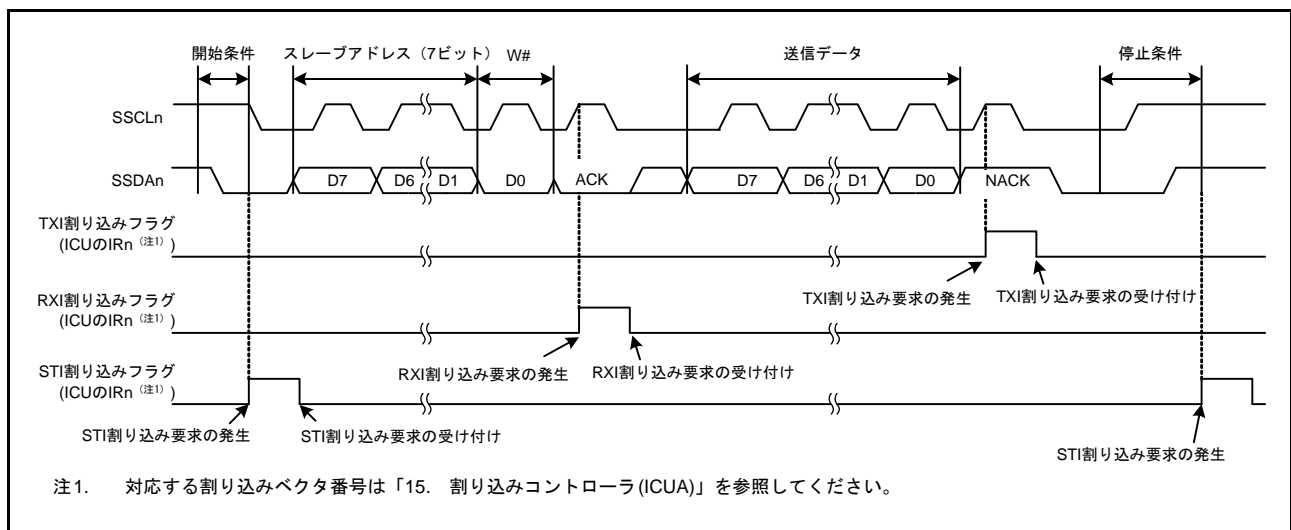 開始条件 スレーブアドレス（7ビット） W# 送信データ 停止条件
SSCLn
SSDAn D7 D6 D1 D0 ACK D7 D6 D1 D0 NACK
TXI割り込みフラグ
(ICUのIRn（注1）)
TXI割り込み要求の発生 TXI割り込み要求の受け付け
RXI割り込みフラグ
(ICUのIRn（注1）)
RXI割り込み要求の発生 RXI割り込み要求の受け付け
STI割り込みフラグ
(ICUのIRn（注1）)
STI割り込み要求の発生 STI割り込み要求の受け付け STI割り込み要求の発生
注1. 対応する割り込みベクタ番号は「15. 割り込みコントローラ(ICUA)」を参照してください。